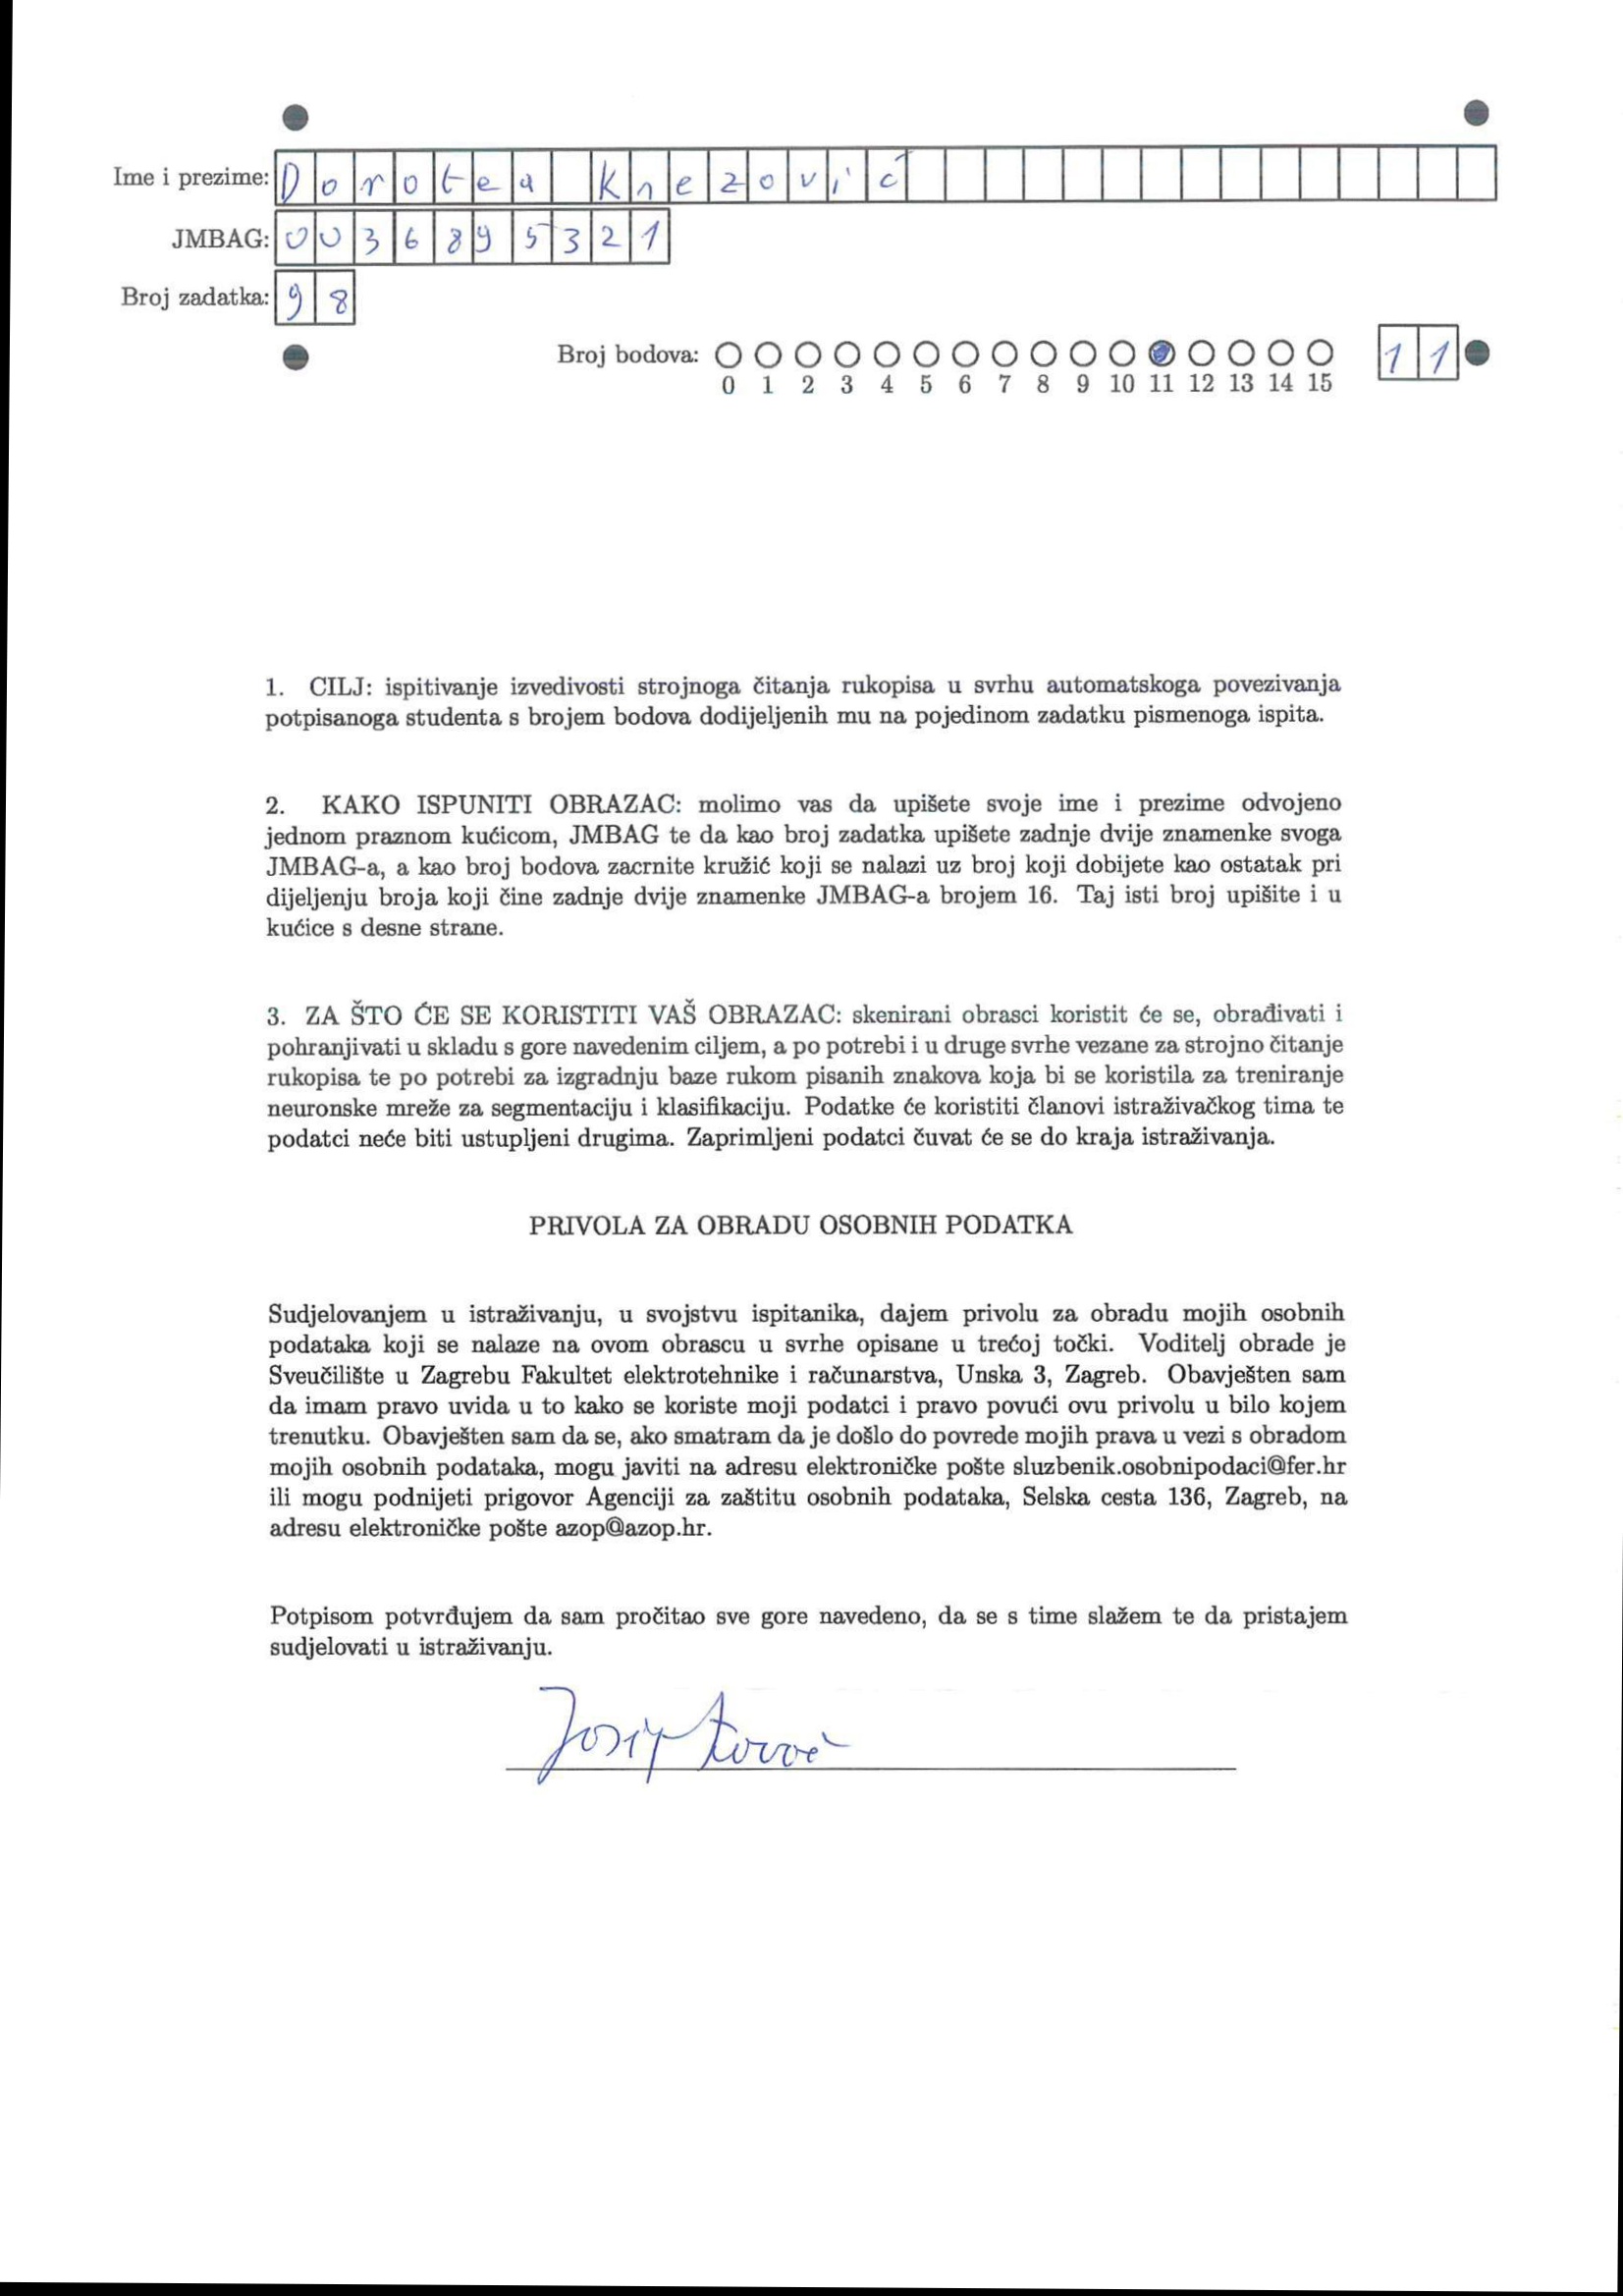 Ime i prezime: Dorotea Knezović
JMBAG: 0036895321
Broj zadatka: 98
Broj bodova: 11
0 1 2 3 4 5 6 7 8 9 10 11 12 13 14 15
1. CILJ: ispitivanje izvedivosti strojnoga čitanja rukopisa u svrhu automatskoga povezivanja
potpisanoga studenta s brojem bodova dodijeljenih mu na pojedinom zadatku pismenoga ispita.
2. KAKO ISPUNITI OBRAZAC: molimo vas da upišete svoje ime i prezime odvojeno
jednom praznom kućicom, JMBAG te da kao broj zadatka upišete zadnje dvije znamenke svoga
JMBAG-a, a kao broj bodova zacrnite kružić koji se nalazi uz broj koji dobijete kao ostatak pri
dijeljenju broja koji čine zadnje dvije znamenke JMBAG-a brojem 16. Taj isti broj upišite i u
kućice s desne strane.
3. ZA ŠTO ĆE SE KORISTITI VAŠ OBRAZAC: skenirani obrasci koristit će se, obrađivati i
pohranjivati u skladu s gore navedenim ciljem, a po potrebi i u druge svrhe vezane za strojno čitanje
rukopisa te po potrebi za izgradnju baze rukom pisanih znakova koja bi se koristila za treniranje
neuronske mreže za segmentaciju i klasifikaciju. Podatke će koristiti članovi istraživačkog tima te
podatci neće biti ustupljeni drugima. Zaprimljeni podatci čuvat će se do kraja istraživanja.
PRIVOLA ZA OBRADU OSOBNIH PODATKA
Sudjelovanjem u istraživanju, u svojstvu ispitanika, dajem privolu za obradu mojih osobnih
podataka koji se nalaze na ovom obrascu u svrhe opisane u trećoj točki. Voditelj obrade je
Sveučilište u Zagrebu Fakultet elektrotehnike i računarstva, Unska 3, Zagreb. Obavješten sam
da imam pravo uvida u to kako se koriste moji podatci i pravo povući ovu privolu u bilo kojem
trenutku. Obavješten sam da se, ako smatram da je došlo do povrede mojih prava u vezi s obradom
mojih osobnih podataka, mogu javiti na adresu elektroničke pošte sluzbenik.osobnipodaci@fer.hr
ili mogu podnijeti prigovor Agenciji za zaštitu osobnih podataka, Selska cesta 136, Zagreb, na
adresu elektroničke pošte azop@azop.hr.
Potpisom potvrđujem da sam pročitao sve gore navedeno, da se s time slažem te da pristajem
sudjelovati u istraživanju.
Josip